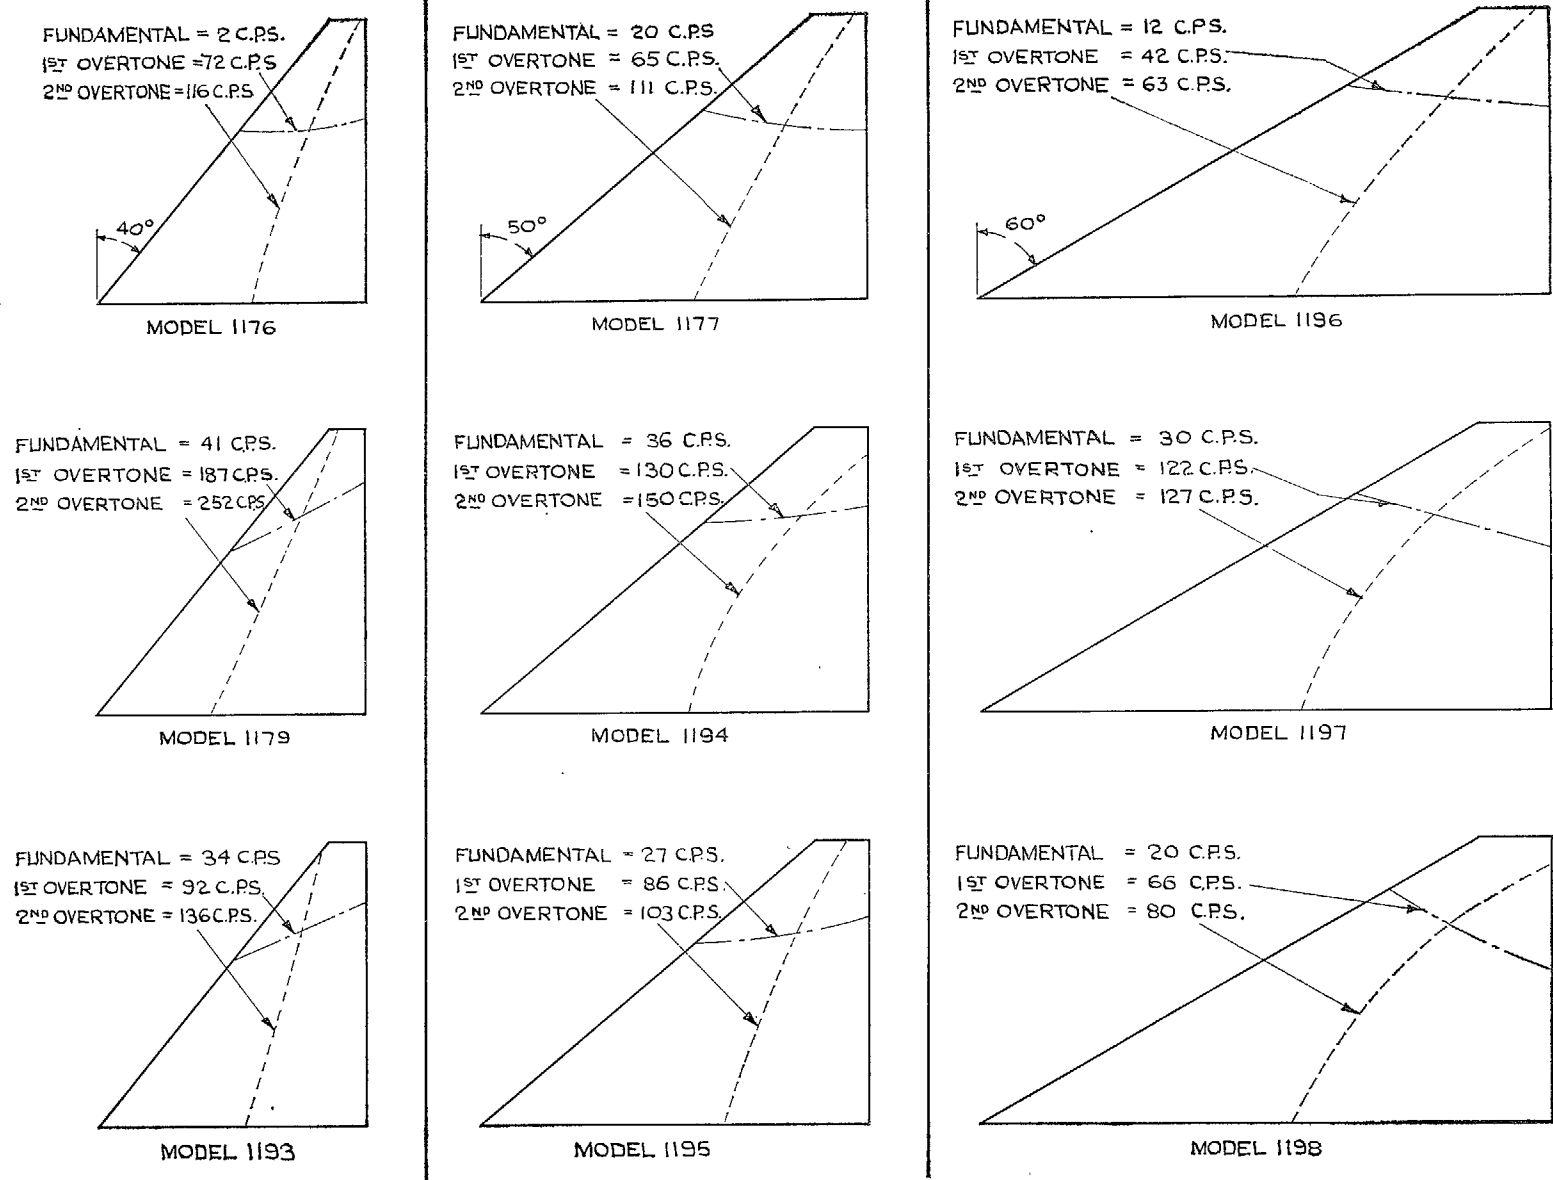 FUNDAMENTAL = 2 C.P.S.
1ST OVERTONE =72 C.P.S
2ND OVERTONE =116 C.P.S
40°
MODEL 1176
FUNDAMENTAL = 20 C.P.S
1ST OVERTONE = 65 C.P.S.
2ND OVERTONE = 111 C.P.S.
50°
MODEL 1177
FUNDAMENTAL = 12 C.P.S.
1ST OVERTONE = 42 C.P.S.
2ND OVERTONE = 63 C.P.S.
60°
MODEL 1196
FUNDAMENTAL = 41 C.P.S.
1ST OVERTONE = 187 C.P.S.
2ND OVERTONE = 252 C.P.S.
MODEL 1179
FUNDAMENTAL = 36 C.P.S.
1ST OVERTONE = 130 C.P.S.
2ND OVERTONE = 150 C.P.S.
MODEL 1194
FUNDAMENTAL = 30 C.P.S.
1ST OVERTONE = 122 C.P.S.
2ND OVERTONE = 127 C.P.S.
MODEL 1197
FUNDAMENTAL = 34 C.P.S
1ST OVERTONE = 92 C.P.S.
2ND OVERTONE = 136 C.P.S.
MODEL 1193
FUNDAMENTAL = 27 C.P.S.
1ST OVERTONE = 86 C.P.S.
2ND OVERTONE = 103 C.P.S.
MODEL 1195
FUNDAMENTAL = 20 C.P.S.
1ST OVERTONE = 66 C.P.S.
2ND OVERTONE = 80 C.P.S.
MODEL 1198